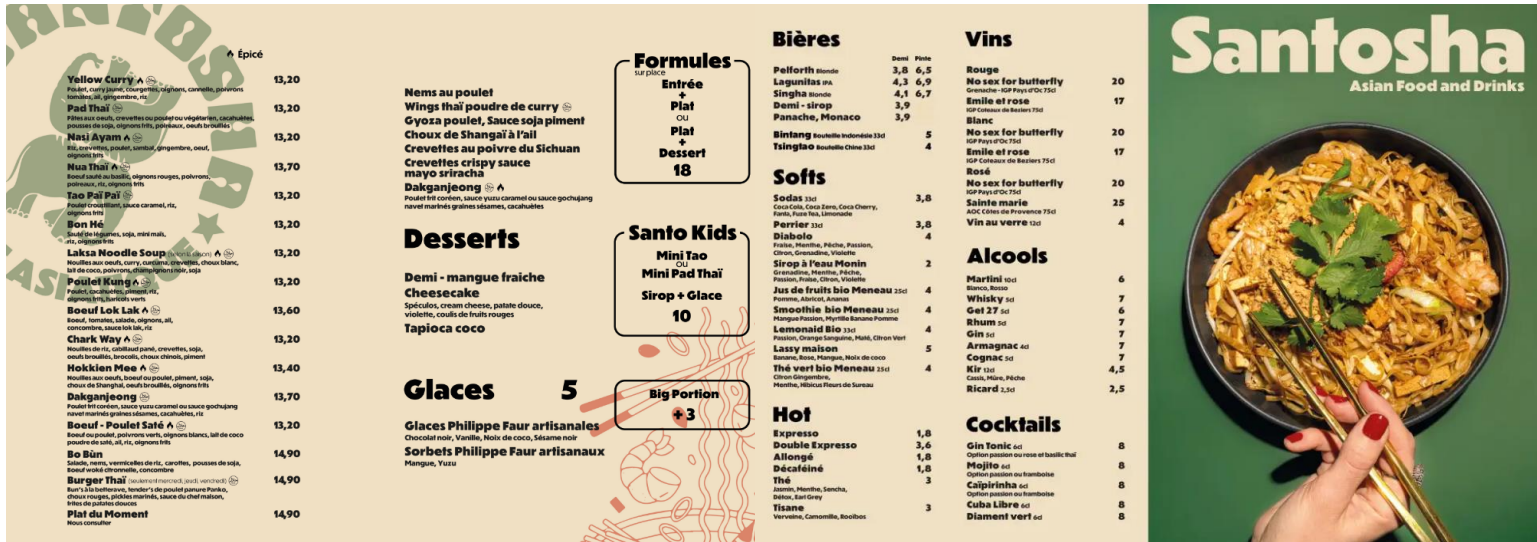 SANTOSHA
Épicé
Yellow Curry
Poulet, curry jaune, courgettes, oignons, cannelle, poivrons
tomates, ail, gingembre, riz
13,20
Pad Thaï
Pâtes aux oeufs, crevettes ou poulet ou végétarien, cacahuètes,
pousses de soja, oignons frits, poireaux, oeufs brouillés
13,20
Nasi Ayam
Riz, crevettes, poulet, sambal, gingembre, oeuf,
oignons frits
13,20
Nua Thaï
Boeuf sauté au basilic, oignons rouges, poivrons,
poireaux, riz, oignons frits
13,70
Tao Païpaï
Poulet croustillant, sauce caramel, riz,
oignons frits
13,20
Bon Hé
Sauté de légumes, soja, mini maïs,
riz, oignons frits
13,20
Laksa Noodle Soup
Nouilles aux oeufs, curry, curcuma, crevettes, choux blanc,
lait de coco, poivrons, champignons noir, soja
13,20
Poulet Kung
Poulet, cacahuètes, piment, riz,
oignons frits, haricots verts
13,20
Boeuf Lok Lak
Boeuf, tomates, salade, oignons, ail,
concombre, sauce lok lak, riz
13,60
Chark Way
Nouilles de riz, cabillaud pané, crevettes, soja,
oeufs brouillés, brocolis, choux chinois, piment
13,20
Hokkien Mee
Nouilles aux oeufs, boeuf ou poulet, piment, soja,
choux de Shanghai, oeufs brouillés, oignons frits
13,40
Dakganjeong
Poulet frit coréen, sauce yuzu caramel ou sauce gochujang
navet marinés graines sésames, cacahuètes, riz
13,70
Boeuf - Poulet Saté
Boeuf ou poulet, poivrons verts, oignons blancs, lait de coco
poudre de saté, ail, riz, oignons frits
13,20
Bo Bùn
Salade, nems, vermicelles de riz, carottes, pousses de soja,
Boeuf woké citronnelle, concombre
14,90
Burger Thaï (seulement mercredi, jeudi, vendredi)
Bun's à la betterave, tender's de poulet panure Panko,
choux rouges, pickles marinés, sauce du chef maison,
frites de patates douces
14,90
Plat du Moment
Nous consulter
14,90
Nems au poulet
Wings thaï poudre de curry
Gyoza poulet, Sauce soja piment
Choux de Shangaï à l'ail
Crevettes au poivre du Sichuan
Crevettes crispy sauce
mayo sriracha
Dakganjeong
Poulet frit coréen, sauce yuzu caramel ou sauce gochujang
navet marinés graines sésames, cacahuètes
Desserts
Demi - mangue fraiche
Cheesecake
Spéculos, cream cheese, patate douce,
violette, coulis de fruits rouges
Tapioca coco
Glaces 5
Glaces Philippe Faur artisanales
Chocolat noir, Vanille, Noix de coco, Sésame noir
Sorbets Philippe Faur artisanaux
Mangue, Yuzu
Formules
sur place
Entrée
+
Plat
ou
Plat
+
Dessert
18
Santo Kids
Mini Tao
ou
Mini Pad Thaï
Sirop + Glace
10
Big Portion
+ 3
Bières
Demi Pinte
Pelforth Blonde 3,8 6,5
Lagunitas IPA 4,3 6,9
Singha Blonde 4,1 6,7
Demi - sirop 3,9
Panache, Monaco 3,9
Bintang Bouteille Indonésie 33cl 5
Tsingtao Bouteille Chine 33cl 4
Softs
Sodas 33cl 3,8
Coca Cola, Coca Zero, Coca Cherry,
Fanta, Fuze Tea, Limonade
Perrier 33cl 3,8
Diabolo 4
Fraise, Menthe, Pêche, Passion,
Citron, Grenadine, Violette
Sirop à l'eau Monin 2
Grenadine, Menthe, Pêche,
Passion, Fraise, Citron, Violette
Jus de fruits bio Meneau 25cl 4
Pomme, Abricot, Ananas
Smoothie bio Meneau 25cl 4
Mangue Passion, Myrtille Banane Pomme
Lemonaid Bio 33cl 4
Passion, Orange Sanguine, Maté, Citron Vert
Lassy maison 5
Banane, Rose, Mangue, Noix de coco
Thé vert bio Meneau 25cl 4
Citron Gingembre,
Menthe, Hibicus Fleurs de Sureau
Hot
Expresso 1,8
Double Expresso 3,6
Allongé 1,8
Décaféiné 1,8
Thé 3
Jasmin, Menthe, Sencha,
Détox, Earl Grey
Tisane 3
Verveine, Camomille, Rooibos
Vins
Rouge
No sex for butterfly 20
Grenache - IGP Pays d'Oc 75cl
Emile et rose 17
IGP Coteaux de Beziers 75cl
Blanc
No sex for butterfly 20
IGP Pays d'Oc 75cl
Emile et rose 17
IGP Coteaux de Beziers 75cl
Rosé
No sex for butterfly 20
IGP Pays d'Oc 75cl
Sainte marie 25
AOC Côtes de Provence 75cl
Vin au verre 12cl 4
Alcools
Martini 10cl 6
Bianco, Rosso
Whisky 5cl 7
Get 27 5cl 6
Rhum 5cl 7
Gin 5cl 7
Armagnac 4cl 7
Cognac 5cl 7
Kir 12cl 4,5
Cassis, Mûre, Pêche
Ricard 2,5cl 2,5
Cocktails
Gin Tonic 6cl 8
Option passion ou rose et basilic thaï
Mojito 6cl 8
Option passion ou framboise
Caïpirinha 6cl 8
Option passion ou framboise
Cuba Libre 6cl 8
Diament vert 6cl 8
Santosha
Asian Food and Drinks